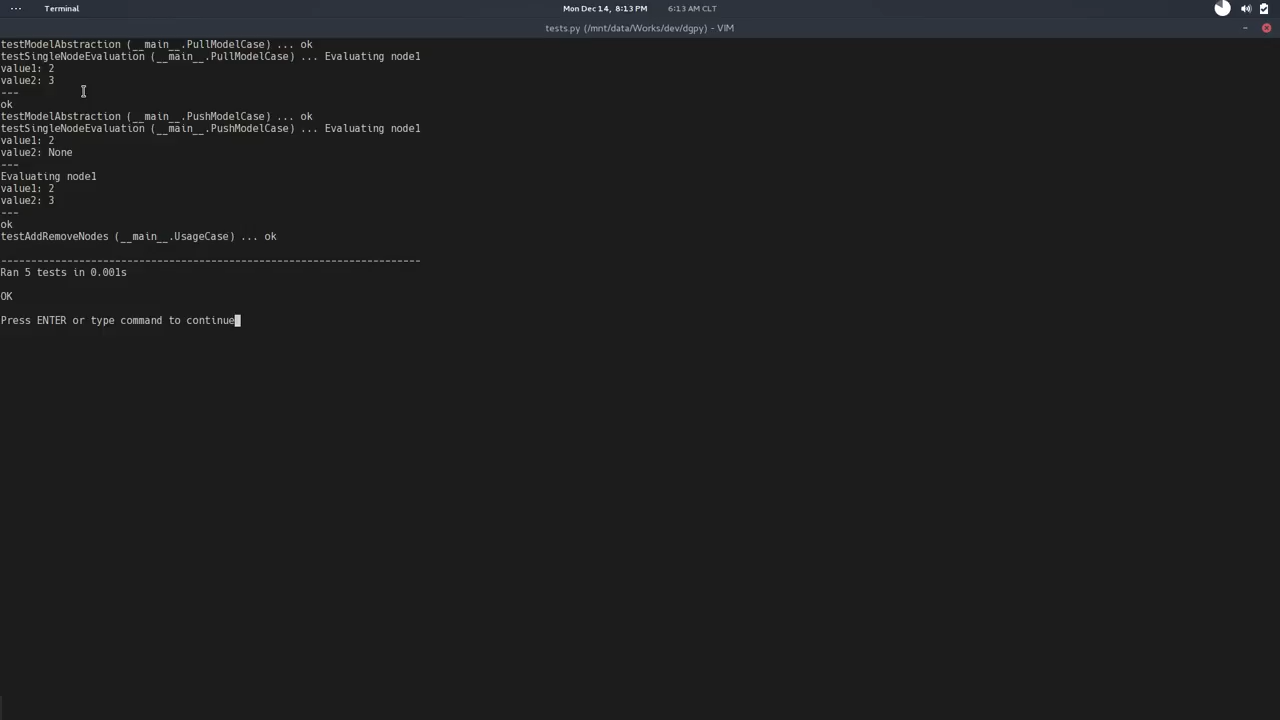 ··· Terminal Mon Dec 14, 8:13 PM 6:13 AM CLT
tests.py (/mnt/data/Works/dev/dgpy) - VIM
testModelAbstraction (__main__.PullModelCase) ... ok
testSingleNodeEvaluation (__main__.PullModelCase) ... Evaluating node1
value1: 2
value2: 3
---
ok
testModelAbstraction (__main__.PushModelCase) ... ok
testSingleNodeEvaluation (__main__.PushModelCase) ... Evaluating node1
value1: 2
value2: None
---
Evaluating node1
value1: 2
value2: 3
---
ok
testAddRemoveNodes (__main__.UsageCase) ... ok
----------------------------------------------------------------------
Ran 5 tests in 0.001s
OK
Press ENTER or type command to continue